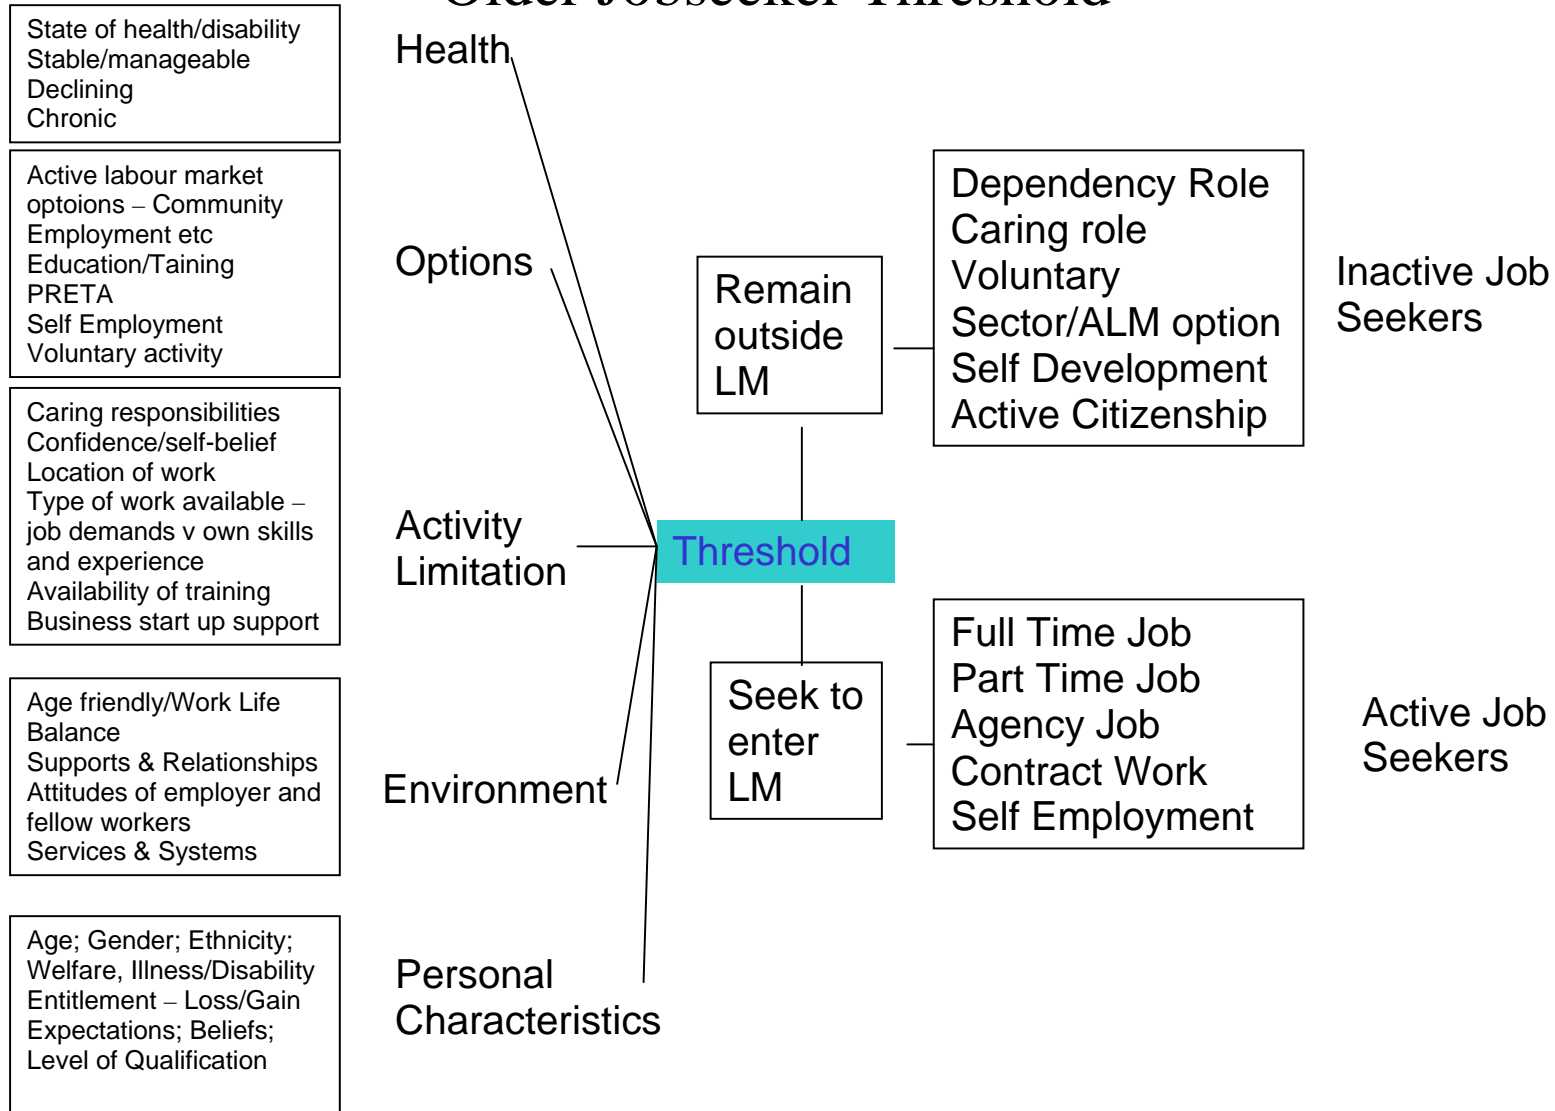 Older Jobseeker Threshold
State of health/disability
Stable/manageable
Declining
Chronic
Health
Active labour market
optoions – Community
Employment etc
Education/Taining
PRETA
Self Employment
Voluntary activity
Options
Caring responsibilities
Confidence/self-belief
Location of work
Type of work available –
job demands v own skills
and experience
Availability of training
Business start up support
Activity
Limitation
Age friendly/Work Life
Balance
Supports & Relationships
Attitudes of employer and
fellow workers
Services & Systems
Environment
Age; Gender; Ethnicity;
Welfare, Illness/Disability
Entitlement – Loss/Gain
Expectations; Beliefs;
Level of Qualification
Personal
Characteristics
Threshold
Remain
outside
LM
Dependency Role
Caring role
Voluntary
Sector/ALM option
Self Development
Active Citizenship
Inactive Job
Seekers
Seek to
enter
LM
Full Time Job
Part Time Job
Agency Job
Contract Work
Self Employment
Active Job
Seekers